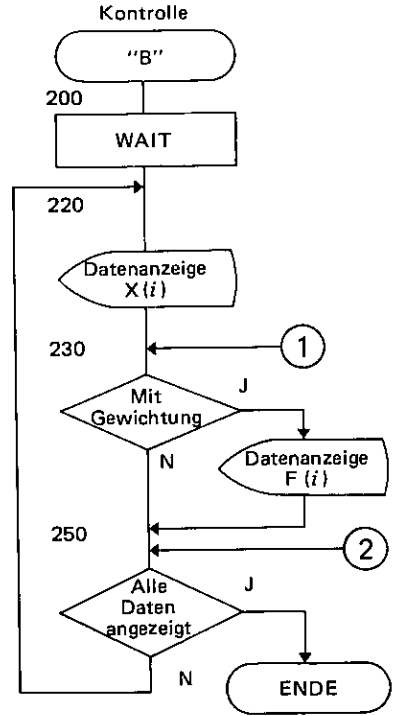 Kontrolle
"B"
200
WAIT
220
Datenanzeige
X (i)
230
1
Mit
Gewichtung
J
N
Datenanzeige
F (i)
250
2
Alle
Daten
angezeigt
J
N
ENDE